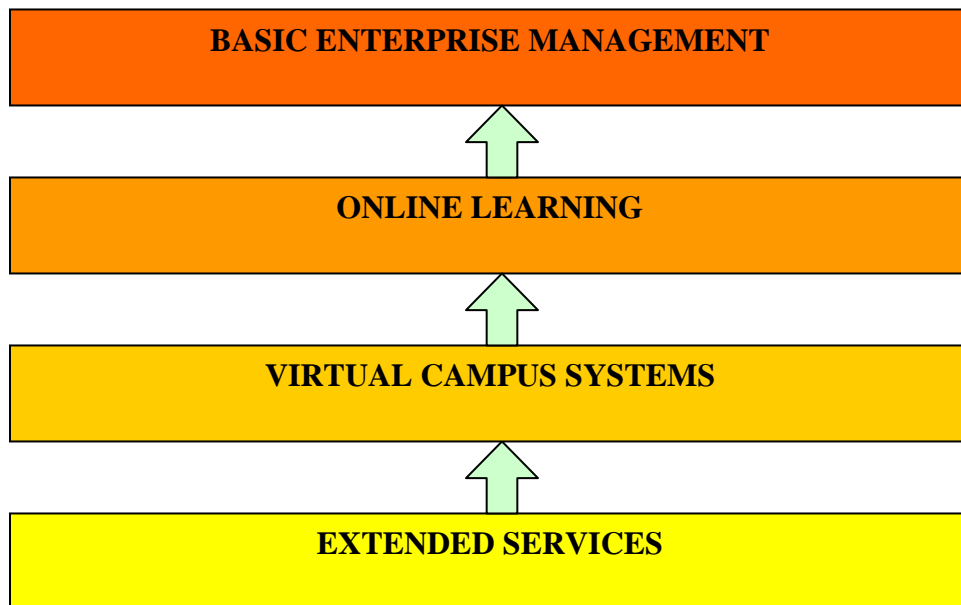 BASIC ENTERPRISE MANAGEMENT
ONLINE LEARNING
VIRTUAL CAMPUS SYSTEMS
EXTENDED SERVICES